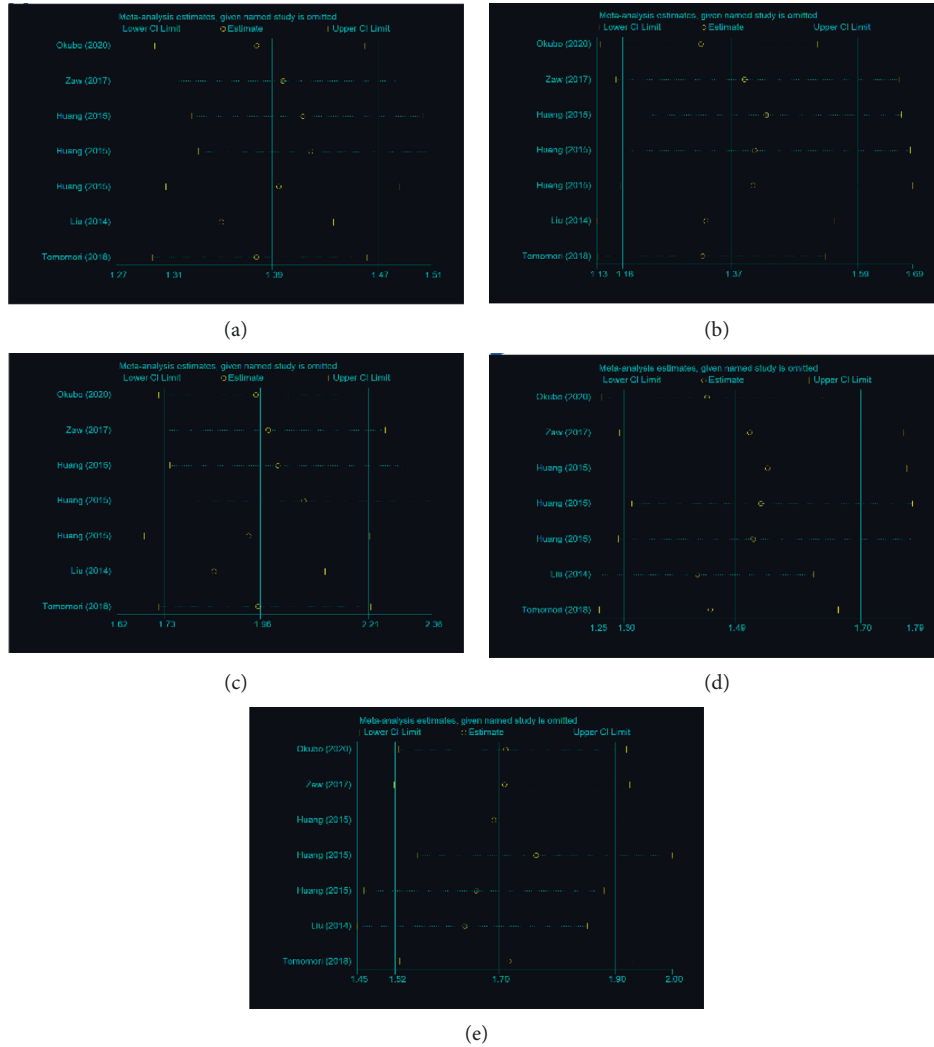 Meta-analysis estimates, given named study is omitted
Lower CI Limit Estimate Upper CI Limit
Okubo (2020)
Zaw (2017)
Huang (2016)
Huang (2015)
Huang (2015)
Liu (2014)
Tomomori (2018)
1.27 1.31 1.39 1.47 1.51
(a)
Meta-analysis estimates, given named study is omitted
Lower CI Limit Estimate Upper CI Limit
Okubo (2020)
Zaw (2017)
Huang (2016)
Huang (2015)
Huang (2015)
Liu (2014)
Tomomori (2018)
1.13 1.18 1.37 1.59 1.69
(b)
Meta-analysis estimates, given named study is omitted
Lower CI Limit Estimate Upper CI Limit
Okubo (2020)
Zaw (2017)
Huang (2016)
Huang (2015)
Huang (2015)
Liu (2014)
Tomomori (2018)
1.62 1.73 1.96 2.21 2.36
(c)
Meta-analysis estimates, given named study is omitted
Lower CI Limit Estimate Upper CI Limit
Okubo (2020)
Zaw (2017)
Huang (2015)
Huang (2015)
Huang (2015)
Liu (2014)
Tomomori (2018)
1.25 1.30 1.49 1.70 1.79
(d)
Meta-analysis estimates, given named study is omitted
Lower CI Limit Estimate Upper CI Limit
Okubo (2020)
Zaw (2017)
Huang (2015)
Huang (2015)
Huang (2015)
Liu (2014)
Tomomori (2018)
1.45 1.52 1.70 1.90 2.00
(e)